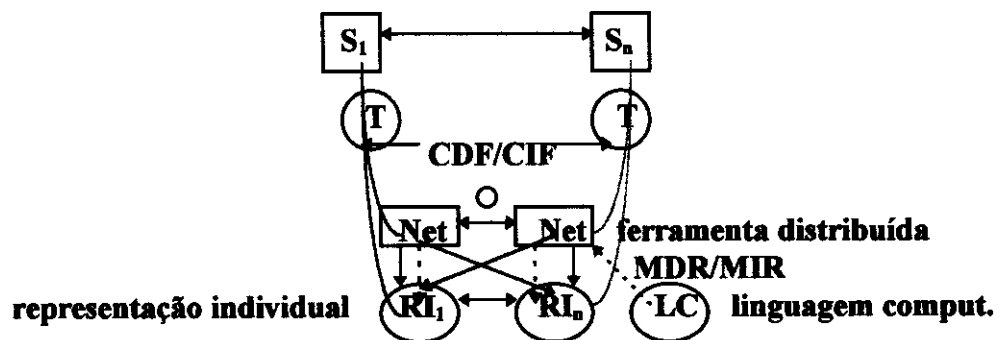 S₁ Sₙ
T T
CDF/CIF
Net Net ferramenta distribuída
MDR/MIR
representação individual RI₁ RIₙ LC linguagem comput.